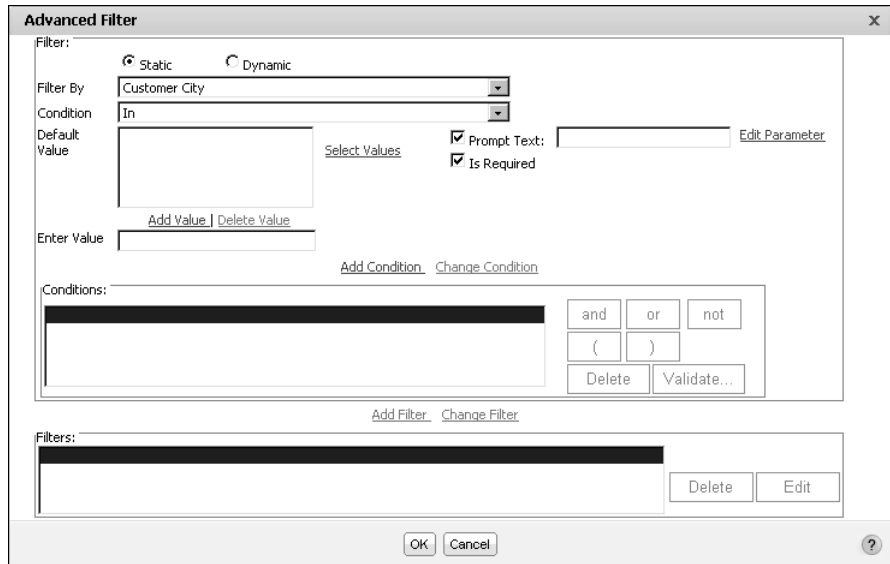 Advanced Filter x
Filter:
Static Dynamic
Filter By Customer City
Condition In
Default Value Select Values Prompt Text: Edit Parameter
Is Required
Add Value | Delete Value
Enter Value
Add Condition Change Condition
Conditions:
and or not
( )
Delete Validate...
Add Filter Change Filter
Filters:
Delete Edit
OK Cancel ?